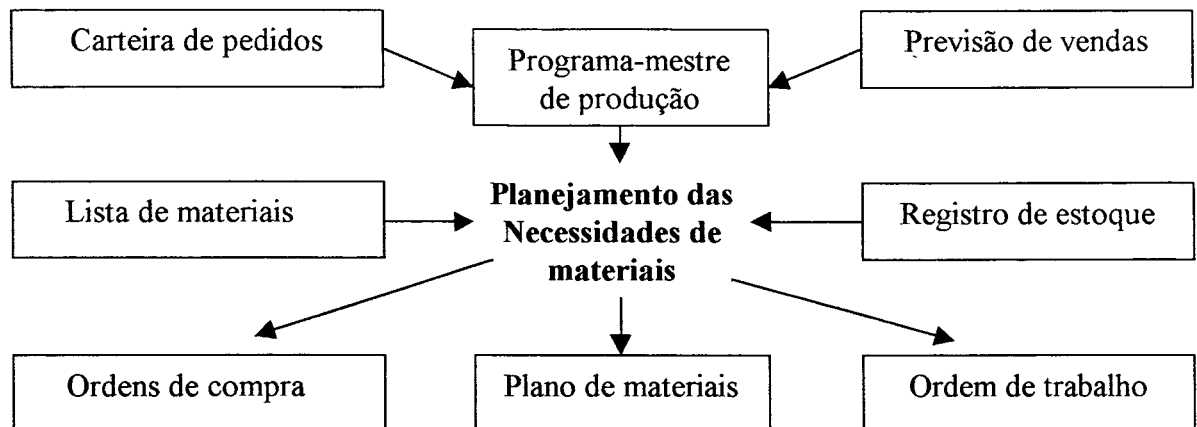 Carteira de pedidos
Programa-mestre
de produção
Previsão de vendas
Lista de materiais
Planejamento das
Necessidades de
materiais
Registro de estoque
Ordens de compra
Plano de materiais
Ordem de trabalho